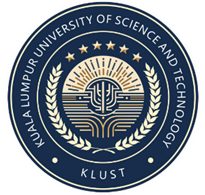 KUALA LUMPUR UNIVERSITY OF SCIENCE AND TECHNOLOGY
KLUST